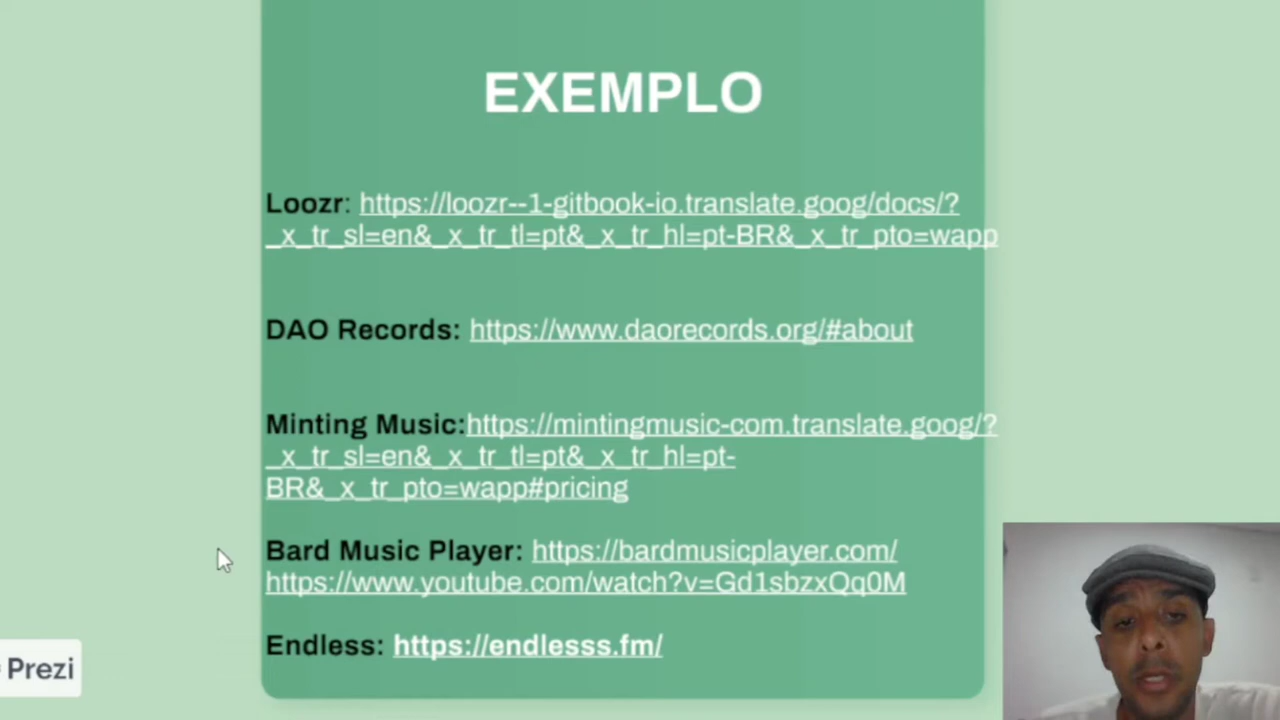 EXEMPLO
Loozr: https://loozr--1-gitbook-io.translate.goog/docs/?
_x_tr_sl=en&_x_tr_tl=pt&_x_tr_hl=pt-BR&_x_tr_pto=wapp
DAO Records: https://www.daorecords.org/#about
Minting Music:https://mintingmusic-com.translate.goog/?
_x_tr_sl=en&_x_tr_tl=pt&_x_tr_hl=pt-
BR&_x_tr_pto=wapp#pricing
Bard Music Player: https://bardmusicplayer.com/
https://www.youtube.com/watch?v=Gd1sbzxQq0M
Endless: https://endlesss.fm/
Prezi